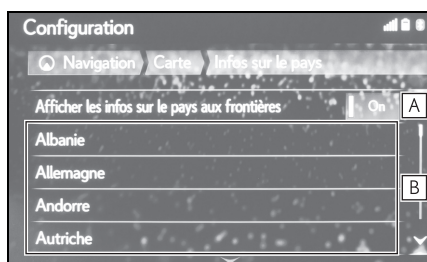 Configuration
Navigation Carte Infos sur le pays
Afficher les infos sur le pays aux frontières On A
Albanie
Allemagne
Andorre B
Autriche